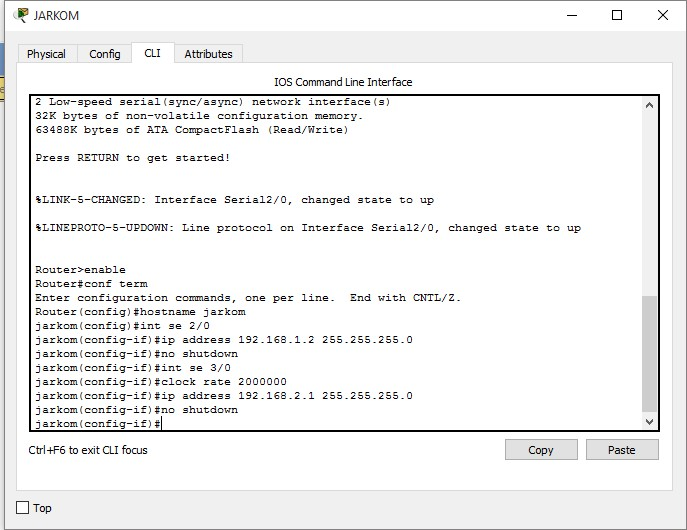 JARKOM
Physical Config CLI Attributes
IOS Command Line Interface
2 Low-speed serial(sync/async) network interface(s)
32K bytes of non-volatile configuration memory.
63488K bytes of ATA CompactFlash (Read/Write)
Press RETURN to get started!
%LINK-5-CHANGED: Interface Serial2/0, changed state to up
%LINEPROTO-5-UPDOWN: Line protocol on Interface Serial2/0, changed state to up
Router>enable
Router#conf term
Enter configuration commands, one per line.  End with CNTL/Z.
Router(config)#hostname jarkom
jarkom(config)#int se 2/0
jarkom(config-if)#ip address 192.168.1.2 255.255.255.0
jarkom(config-if)#no shutdown
jarkom(config-if)#int se 3/0
jarkom(config-if)#clock rate 2000000
jarkom(config-if)#ip address 192.168.2.1 255.255.255.0
jarkom(config-if)#no shutdown
jarkom(config-if)#
Ctrl+F6 to exit CLI focus
Copy Paste
Top